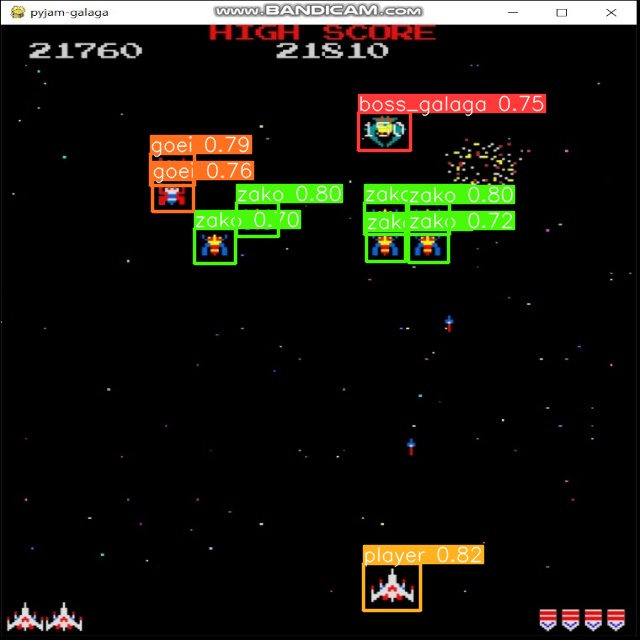 pyjam-galaga
www.BANDICAM.com
HIGH SCORE
21760 21810
boss_galaga 0.75
goei 0.79
goei 0.76
zako 0.80
zako 0.80
zako 0.70
zako 0.72
player 0.82